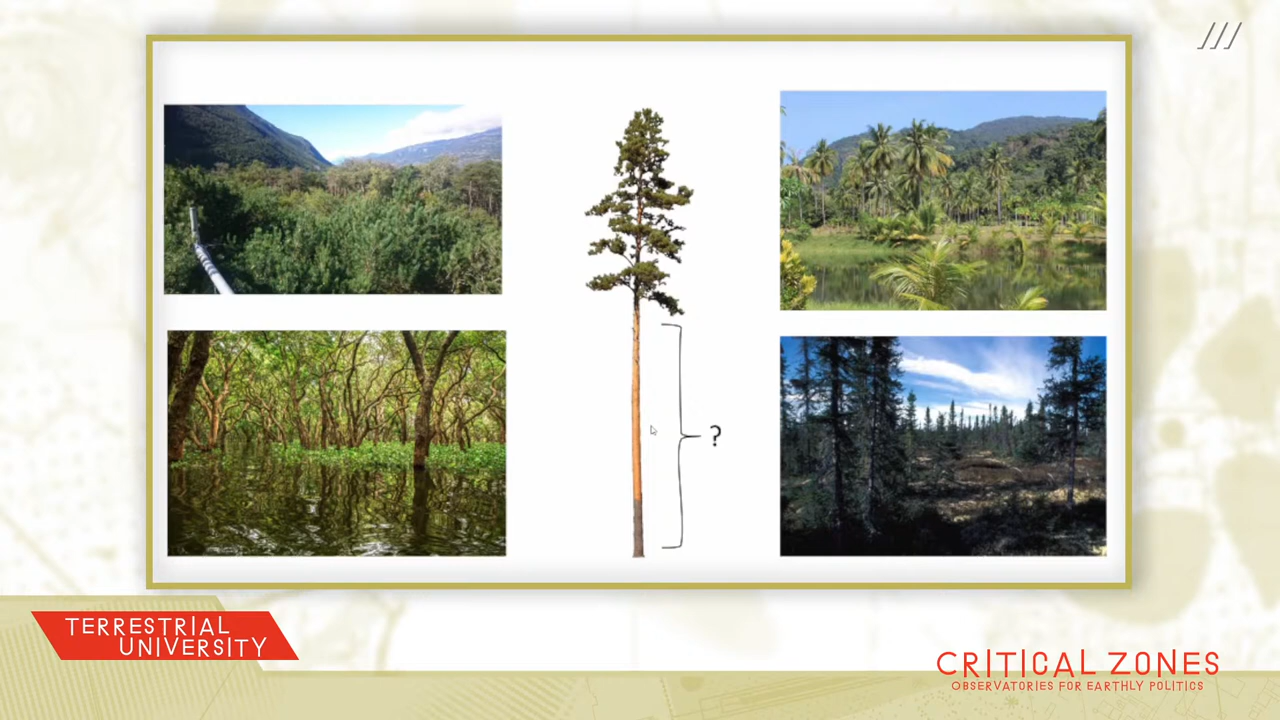 ///
?
TERRESTRIAL
UNIVERSITY
CRITICAL ZONES
OBSERVATORIES FOR EARTHLY POLITICS